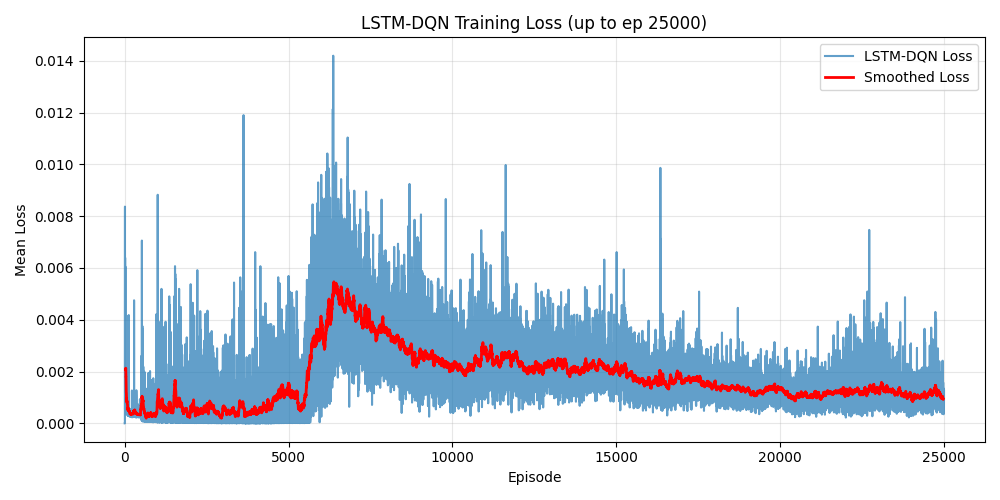 LSTM-DQN Training Loss (up to ep 25000)
LSTM-DQN Loss
Smoothed Loss
Mean Loss
0.014
0.012
0.010
0.008
0.006
0.004
0.002
0.000
0 5000 10000 15000 20000 25000
Episode